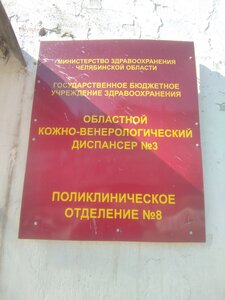 МИНИСТЕРСТВО ЗДРАВООХРАНЕНИЯ
ЧЕЛЯБИНСКОЙ ОБЛАСТИ
ГОСУДАРСТВЕННОЕ БЮДЖЕТНОЕ
УЧРЕЖДЕНИЕ ЗДРАВООХРАНЕНИЯ
ОБЛАСТНОЙ
КОЖНО-ВЕНЕРОЛОГИЧЕСКИЙ
ДИСПАНСЕР №3
ПОЛИКЛИНИЧЕСКОЕ
ОТДЕЛЕНИЕ №8